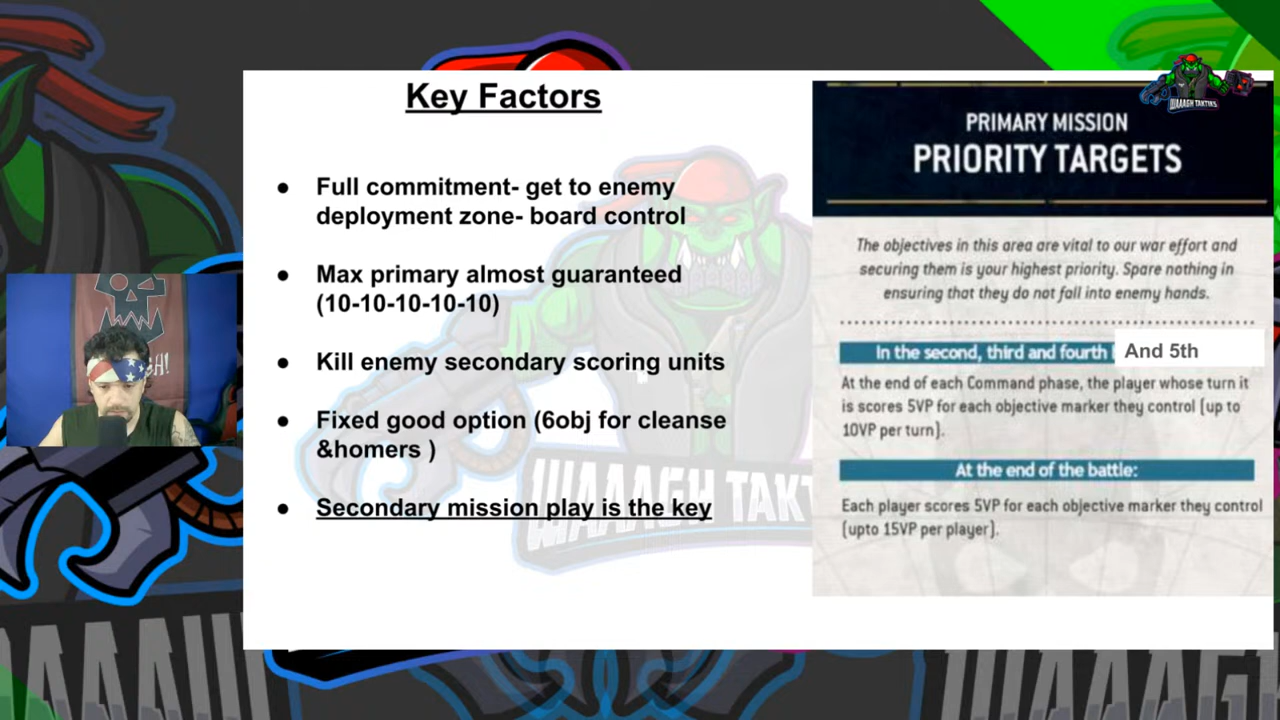 Key Factors
● Full commitment- get to enemy
deployment zone- board control
● Max primary almost guaranteed
(10-10-10-10-10)
● Kill enemy secondary scoring units
● Fixed good option (6obj for cleanse
&homers )
● Secondary mission play is the key
WAAAGH TAKTIKS
PRIMARY MISSION
PRIORITY TARGETS
The objectives in this area are vital to our war effort and
securing them is your highest priority. Spare nothing in
ensuring that they do not fall into enemy hands.
In the second, third and fourth
And 5th
At the end of each Command phase, the player whose turn it
is scores 5VP for each objective marker they control (up to
10VP per turn).
At the end of the battle:
Each player scores 5VP for each objective marker they control
(upto 15VP per player).